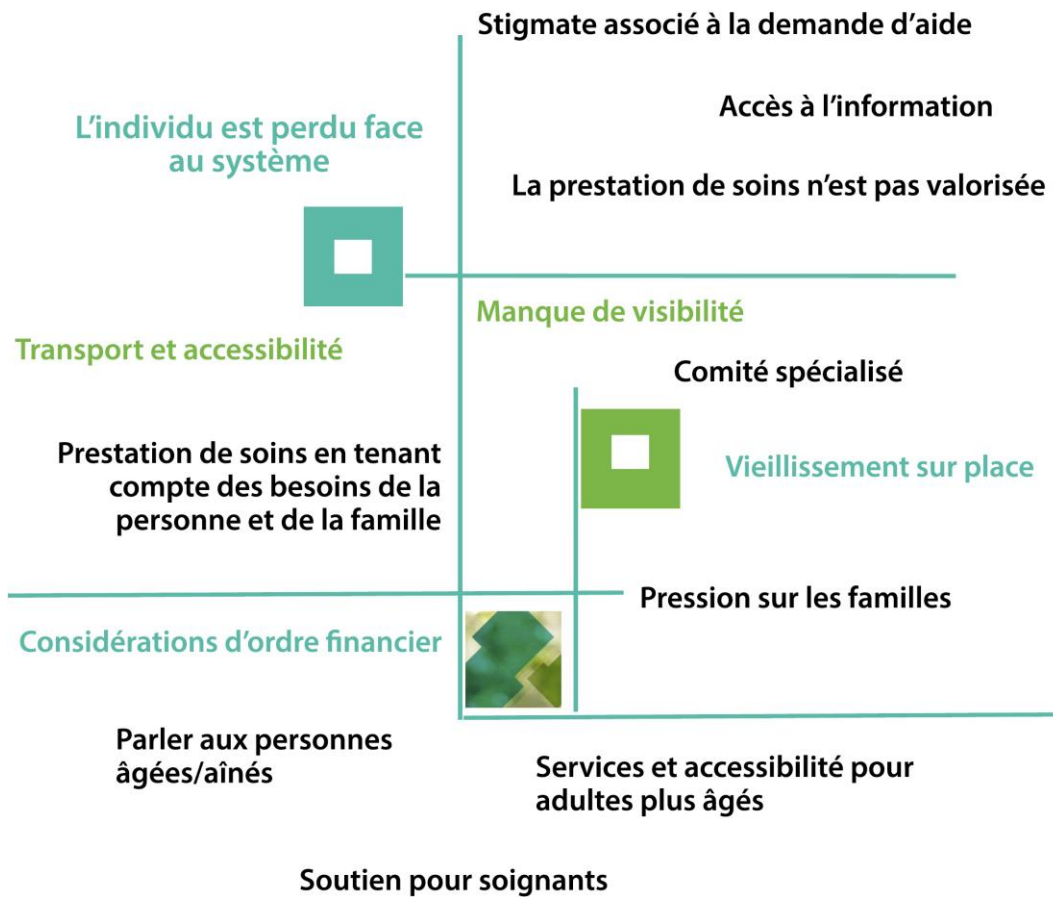 Stigmate associé à la demande d'aide
Accès à l'information
L'individu est perdu face
au système
La prestation de soins n'est pas valorisée
Manque de visibilité
Transport et accessibilité
Comité spécialisé
Prestation de soins en tenant
compte des besoins de la
personne et de la famille
Vieillissement sur place
Pression sur les familles
Considérations d'ordre financier
Parler aux personnes
âgées/aînés
Services et accessibilité pour
adultes plus âgés
Soutien pour soignants